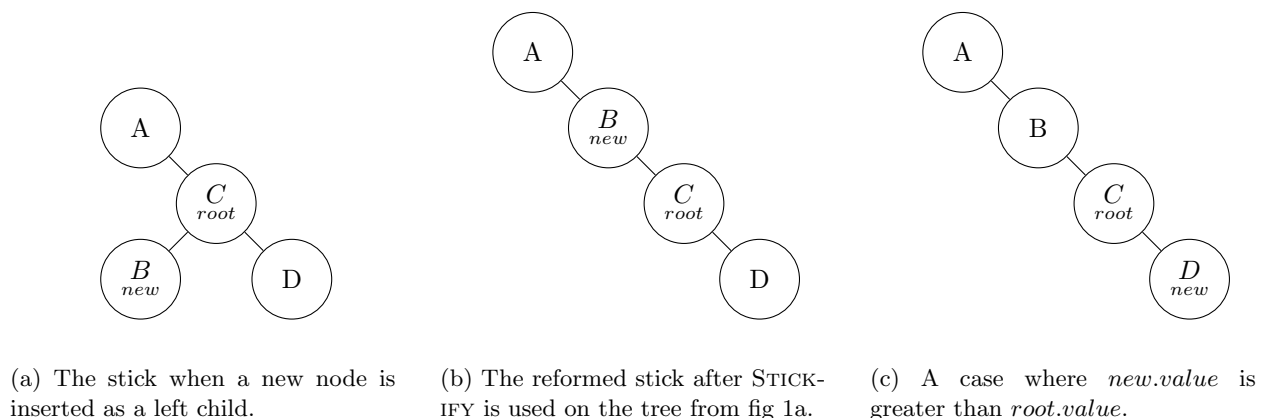 A
C
root
B
new
D
(a) The stick when a new node is
inserted as a left child.
A
B
new
C
root
D
(b) The reformed stick after STICK-
IFY is used on the tree from fig 1a.
A
B
C
root
D
new
(c) A case where new.value is
greater than root.value.